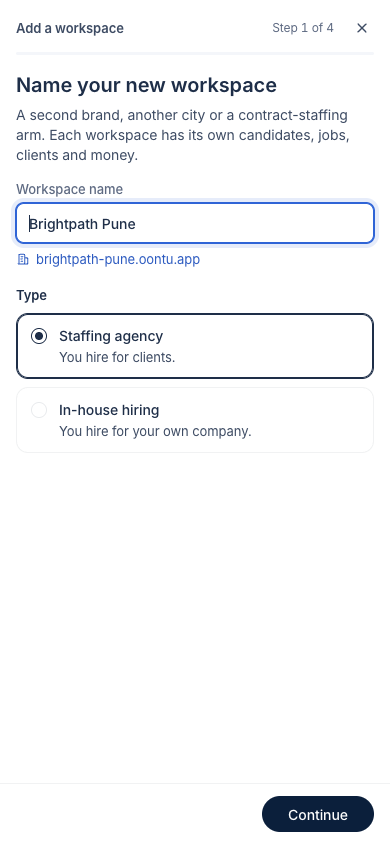 Add a workspace
Step 1 of 4
Name your new workspace
A second brand, another city or a contract-staffing
arm. Each workspace has its own candidates, jobs,
clients and money.
Workspace name
Brightpath Pune
brightpath-pune.oontu.app
Type
Staffing agency
You hire for clients.
In-house hiring
You hire for your own company.
Continue